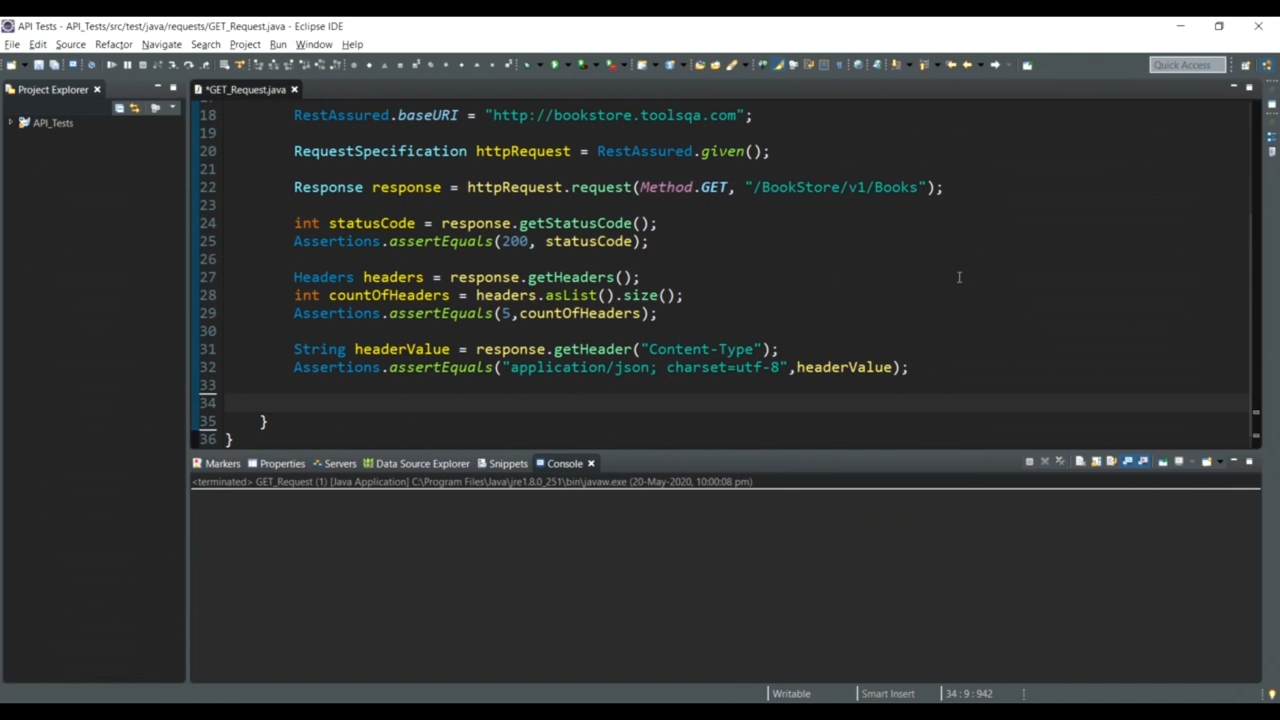 API Tests - API_Tests/src/test/java/requests/GET_Request.java - Eclipse IDE
File Edit Source Refactor Navigate Search Project Run Window Help
Quick Access
Project Explorer
*GET_Request.java
API_Tests
18 RestAssured.baseURI = "http://bookstore.toolsqa.com";
19
20 RequestSpecification httpRequest = RestAssured.given();
21
22 Response response = httpRequest.request(Method.GET, "/BookStore/v1/Books");
23
24 int statusCode = response.getStatusCode();
25 Assertions.assertEquals(200, statusCode);
26
27 Headers headers = response.getHeaders();
28 int countOfHeaders = headers.asList().size();
29 Assertions.assertEquals(5,countOfHeaders);
30
31 String headerValue = response.getHeader("Content-Type");
32 Assertions.assertEquals("application/json; charset=utf-8",headerValue);
33
34
35 }
36 }
Markers Properties Servers Data Source Explorer Snippets Console
<terminated> GET_Request (1) [Java Application] C:\Program Files\Java\jre1.8.0_251\bin\javaw.exe (20-May-2020, 10:00:08 pm)
Writable Smart Insert 34 : 9 : 942